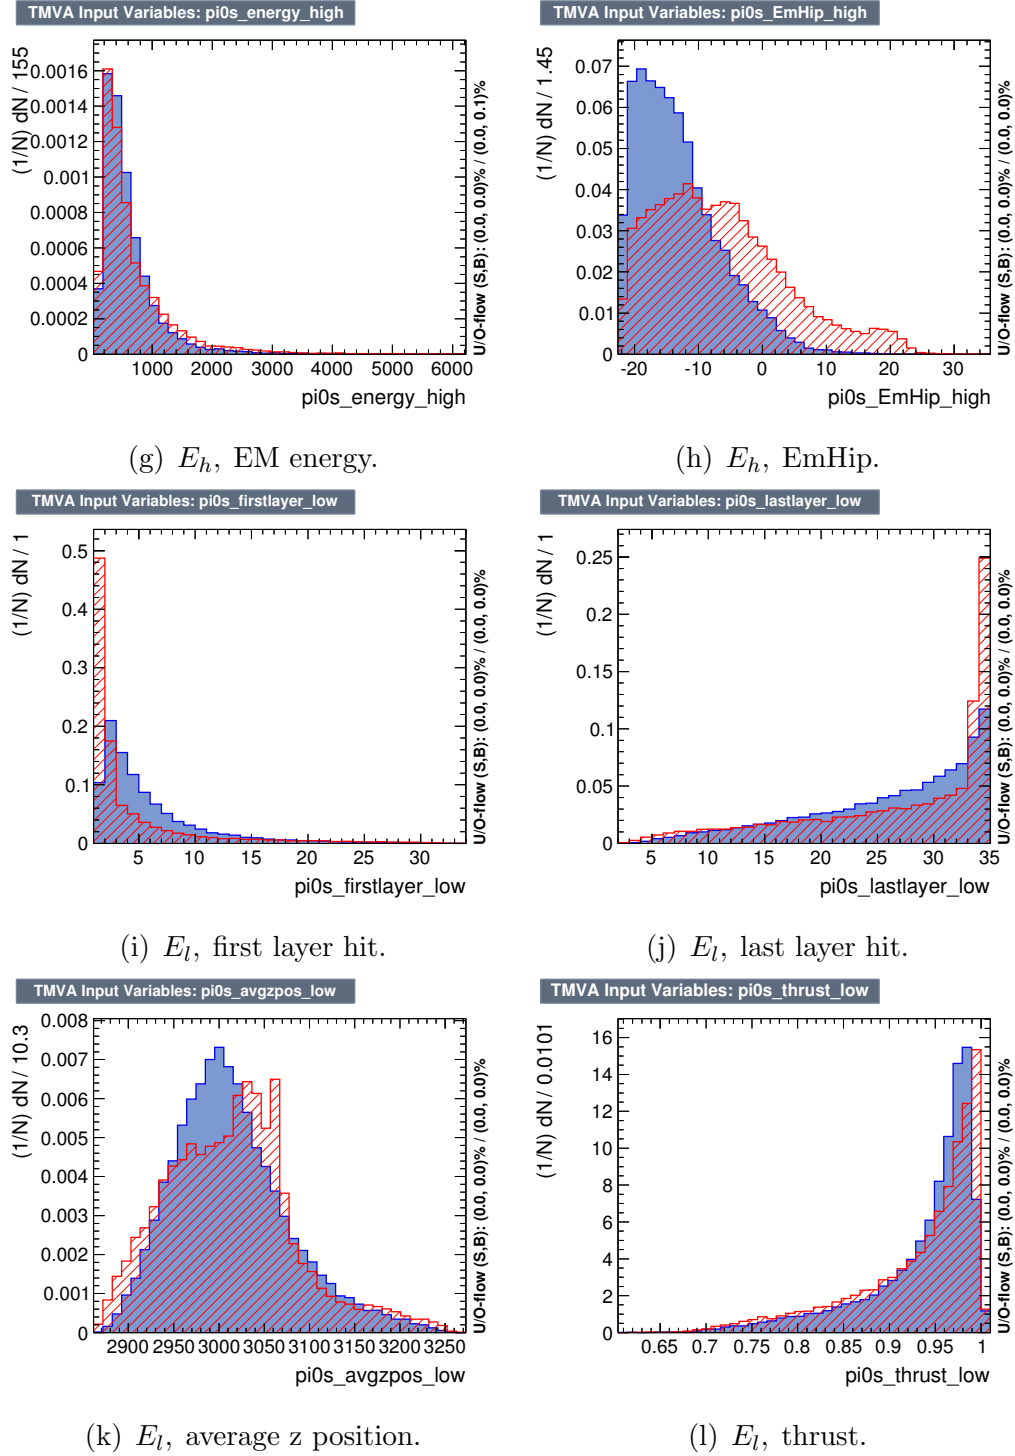 TMVA Input Variables: pi0s_energy_high
(1/N) dN / 155
0.0016
0.0014
0.0012
0.001
0.0008
0.0006
0.0004
0.0002
0
1000 2000 3000 4000 5000 6000
pi0s_energy_high
U/O-flow (S,B): (0.0, 0.0)% / (0.0, 0.1)%
(g) E_h, EM energy.
TMVA Input Variables: pi0s_EmHip_high
(1/N) dN / 1.45
0.07
0.06
0.05
0.04
0.03
0.02
0.01
0
-20 -10 0 10 20 30
pi0s_EmHip_high
U/O-flow (S,B): (0.0, 0.0)% / (0.0, 0.0)%
(h) E_h, EmHip.
TMVA Input Variables: pi0s_firstlayer_low
(1/N) dN / 1
0.5
0.4
0.3
0.2
0.1
0
5 10 15 20 25 30
pi0s_firstlayer_low
U/O-flow (S,B): (0.0, 0.0)% / (0.0, 0.0)%
(i) E_l, first layer hit.
TMVA Input Variables: pi0s_lastlayer_low
(1/N) dN / 1
0.25
0.2
0.15
0.1
0.05
0
5 10 15 20 25 30 35
pi0s_lastlayer_low
U/O-flow (S,B): (0.0, 0.0)% / (0.0, 0.0)%
(j) E_l, last layer hit.
TMVA Input Variables: pi0s_avgzpos_low
(1/N) dN / 10.3
0.008
0.007
0.006
0.005
0.004
0.003
0.002
0.001
0
2900 2950 3000 3050 3100 3150 3200 3250
pi0s_avgzpos_low
U/O-flow (S,B): (0.0, 0.0)% / (0.0, 0.0)%
(k) E_l, average z position.
TMVA Input Variables: pi0s_thrust_low
(1/N) dN / 0.0101
16
14
12
10
8
6
4
2
0
0.65 0.7 0.75 0.8 0.85 0.9 0.95 1
pi0s_thrust_low
U/O-flow (S,B): (0.0, 0.0)% / (0.0, 0.0)%
(l) E_l, thrust.